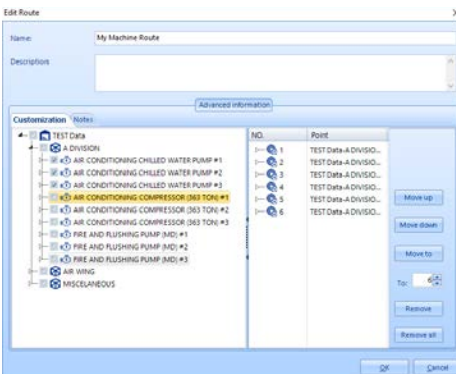 Edit Route
Name: My Machine Route
Description:
Advanced information
Customization Notes
TEST Data
A DIVISION
AIR CONDITIONING CHILLED WATER PUMP #1
AIR CONDITIONING CHILLED WATER PUMP #2
AIR CONDITIONING CHILLED WATER PUMP #3
AIR CONDITIONING COMPRESSOR (363 TON) #1
AIR CONDITIONING COMPRESSOR (363 TON) #2
AIR CONDITIONING COMPRESSOR (363 TON) #3
FIRE AND FLUSHING PUMP (MD) #1
FIRE AND FLUSHING PUMP (MD) #2
FIRE AND FLUSHING PUMP (MD) #3
AIR WING
MISCELANEOUS
NO. Point
1 TEST Data-A DIVISIO...
2 TEST Data-A DIVISIO...
3 TEST Data-A DIVISIO...
4 TEST Data-A DIVISIO...
5 TEST Data-A DIVISIO...
6 TEST Data-A DIVISIO...
Move up
Move down
Move to
To: 6
Remove
Remove all
OK Cancel